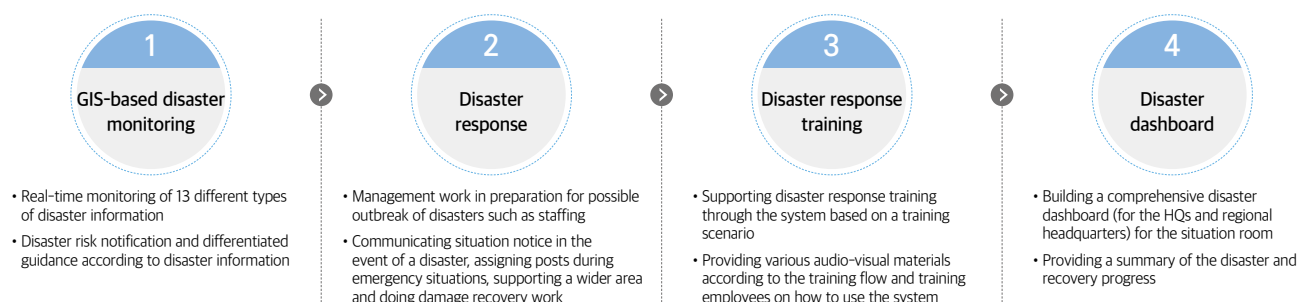 1
GIS-based disaster
monitoring
• Real-time monitoring of 13 different types
of disaster information
• Disaster risk notification and differentiated
guidance according to disaster information
2
Disaster
response
• Management work in preparation for possible
outbreak of disasters such as staffing
• Communicating situation notice in the
event of a disaster, assigning posts during
emergency situations, supporting a wider area
and doing damage recovery work
3
Disaster response
training
• Supporting disaster response training
through the system based on a training
scenario
• Providing various audio-visual materials
according to the training flow and training
employees on how to use the system
4
Disaster
dashboard
• Building a comprehensive disaster
dashboard (for the HQs and regional
headquarters) for the situation room
• Providing a summary of the disaster and
recovery progress